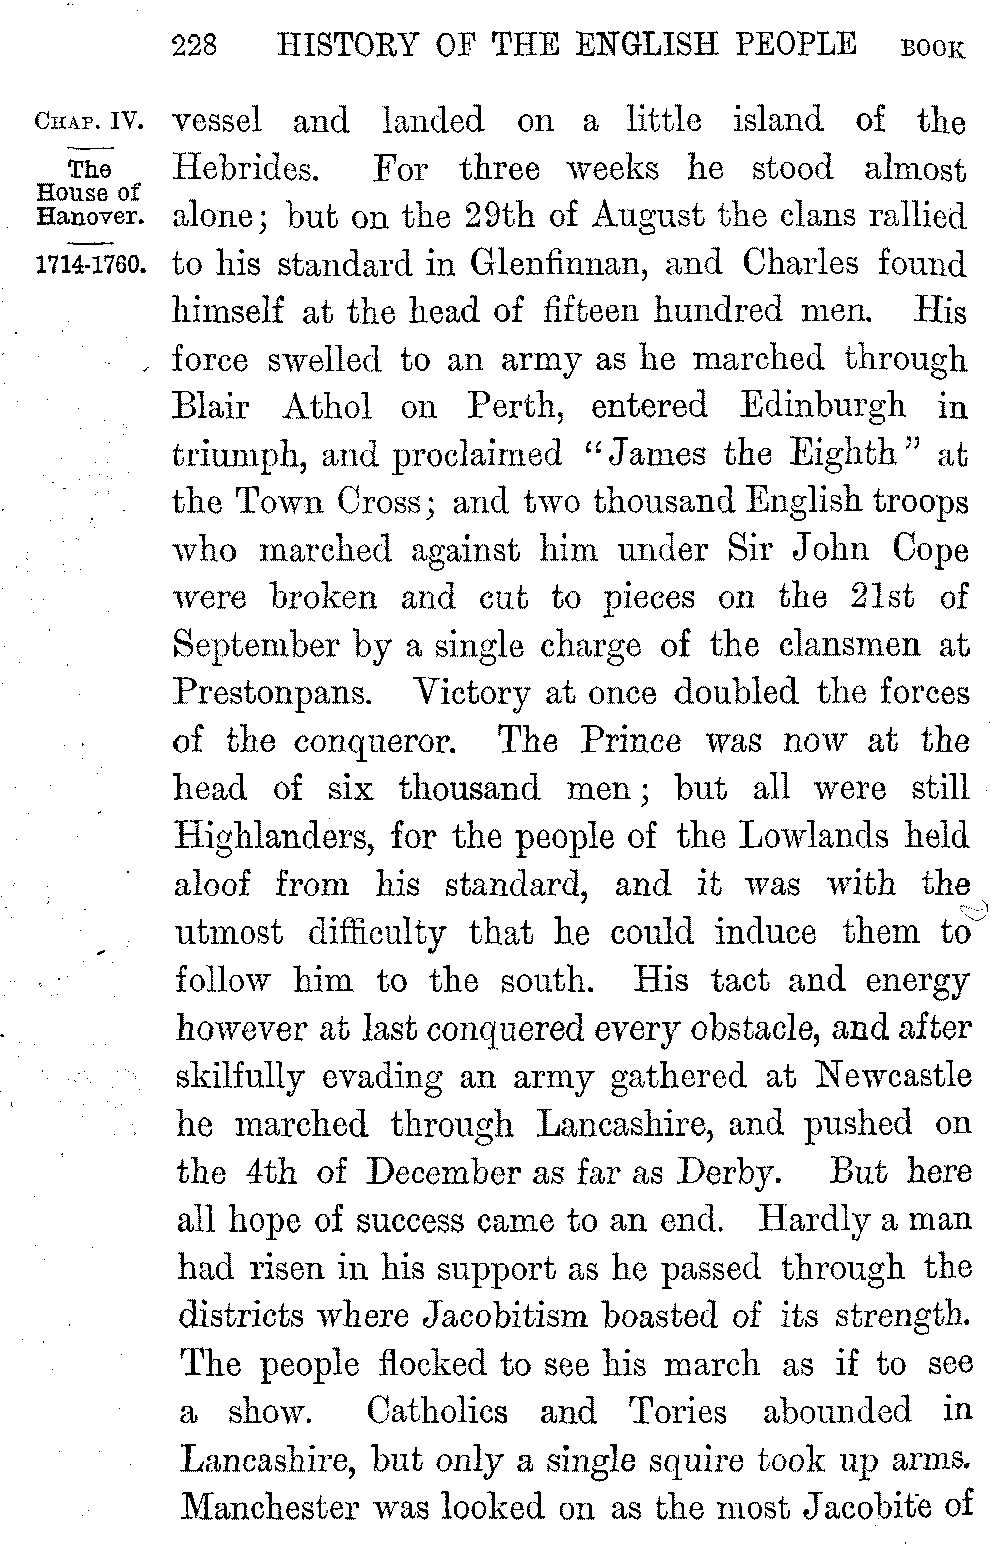 228 HISTORY OF THE ENGLISH PEOPLE BOOK
CHAP. IV.
The
House of
Hanover.
1714-1760.
vessel and landed on a little island of the
Hebrides. For three weeks he stood almost
alone; but on the 29th of August the clans rallied
to his standard in Glenfinnan, and Charles found
himself at the head of fifteen hundred men. His
force swelled to an army as he marched through
Blair Athol on Perth, entered Edinburgh in
triumph, and proclaimed "James the Eighth" at
the Town Cross; and two thousand English troops
who marched against him under Sir John Cope
were broken and cut to pieces on the 21st of
September by a single charge of the clansmen at
Prestonpans. Victory at once doubled the forces
of the conqueror. The Prince was now at the
head of six thousand men; but all were still
Highlanders, for the people of the Lowlands held
aloof from his standard, and it was with the
utmost difficulty that he could induce them to
follow him to the south. His tact and energy
however at last conquered every obstacle, and after
skilfully evading an army gathered at Newcastle
he marched through Lancashire, and pushed on
the 4th of December as far as Derby. But here
all hope of success came to an end. Hardly a man
had risen in his support as he passed through the
districts where Jacobitism boasted of its strength.
The people flocked to see his march as if to see
a show. Catholics and Tories abounded in
Lancashire, but only a single squire took up arms.
Manchester was looked on as the most Jacobite of